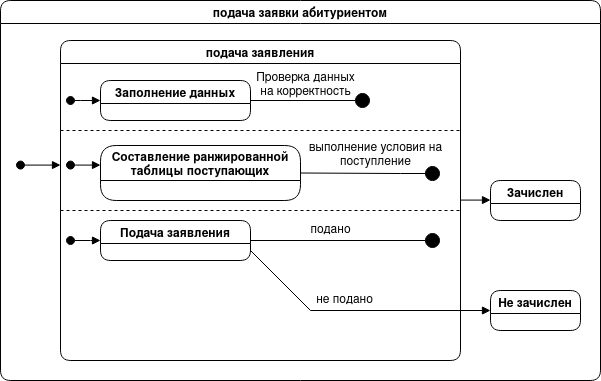 подача заявки абитуриентом
подача заявления
Проверка данных
на корректность
Заполнение данных
выполнение условия на
поступление
Составление ранжированной
таблицы поступающих
Зачислен
Подача заявления
подано
не подано
Не зачислен